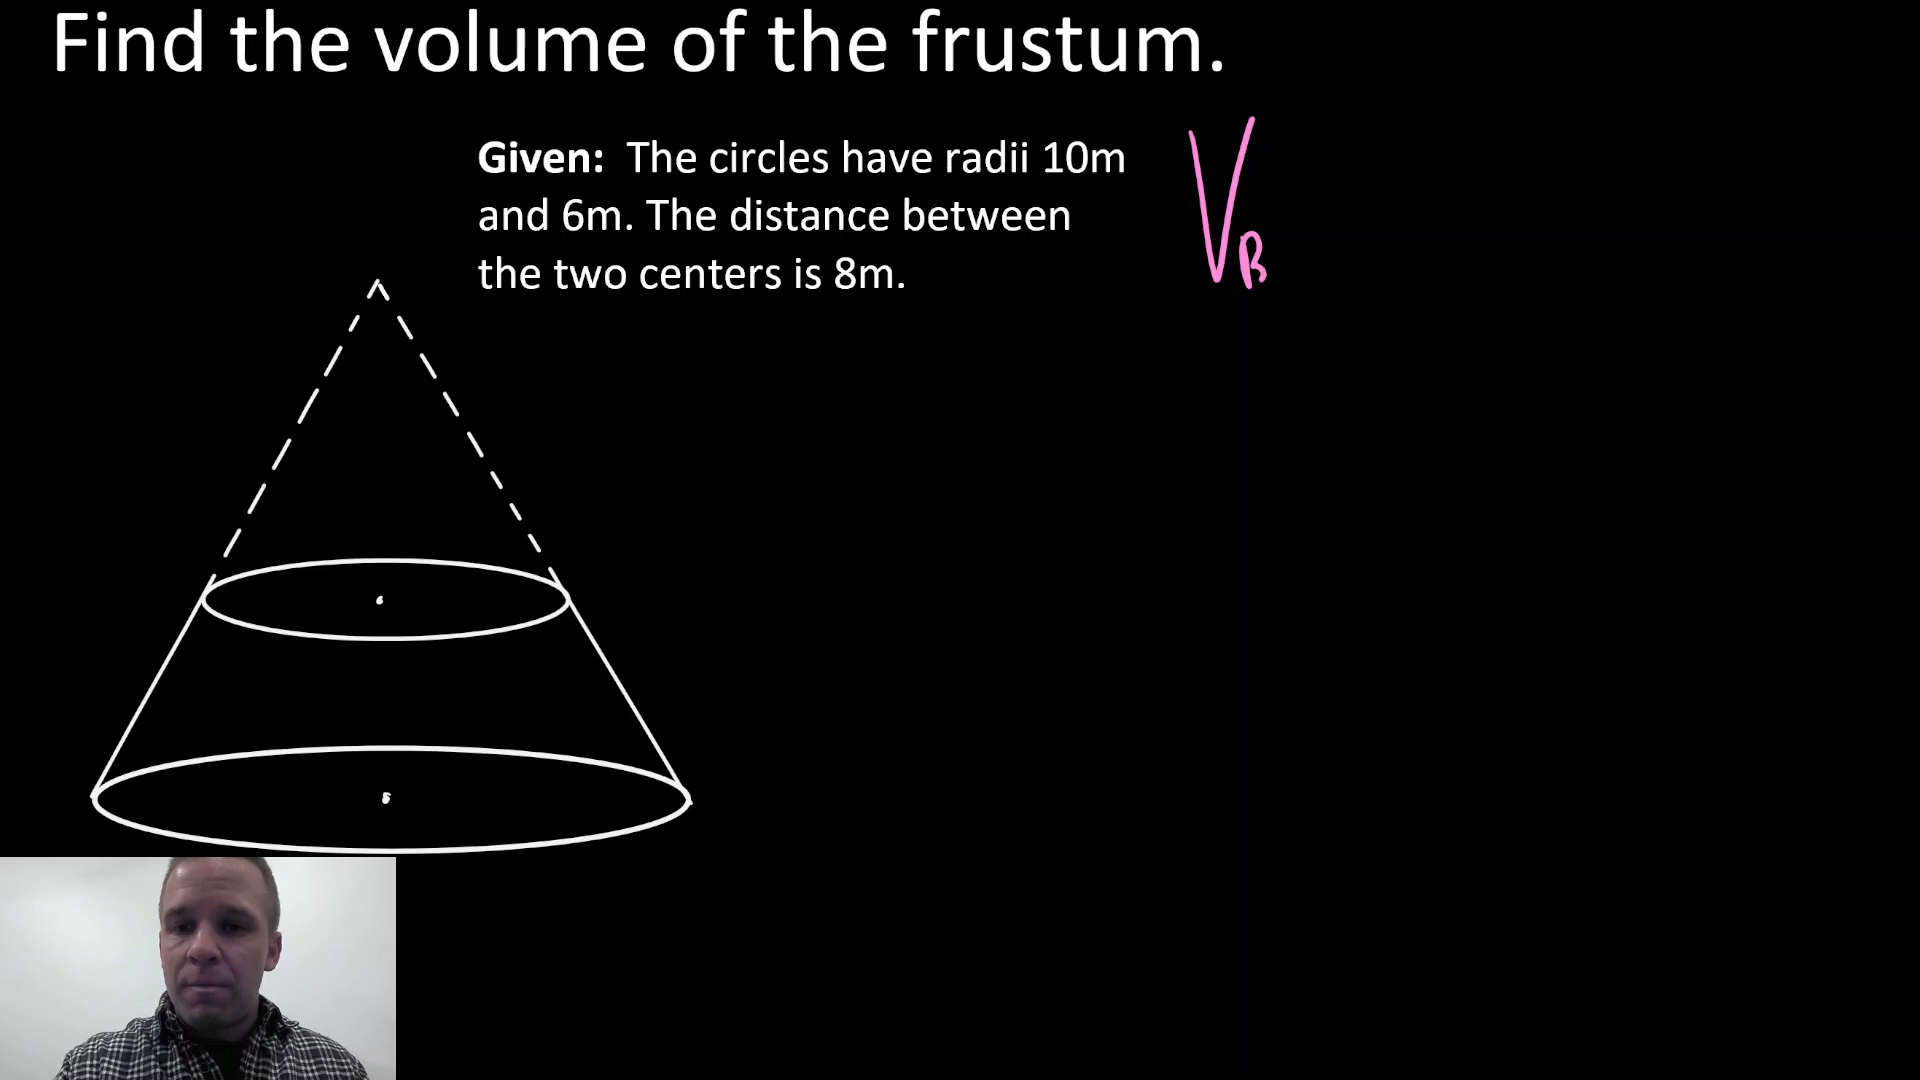 Find the volume of the frustum.
Given: The circles have radii 10m
and 6m. The distance between
the two centers is 8m.
V_B